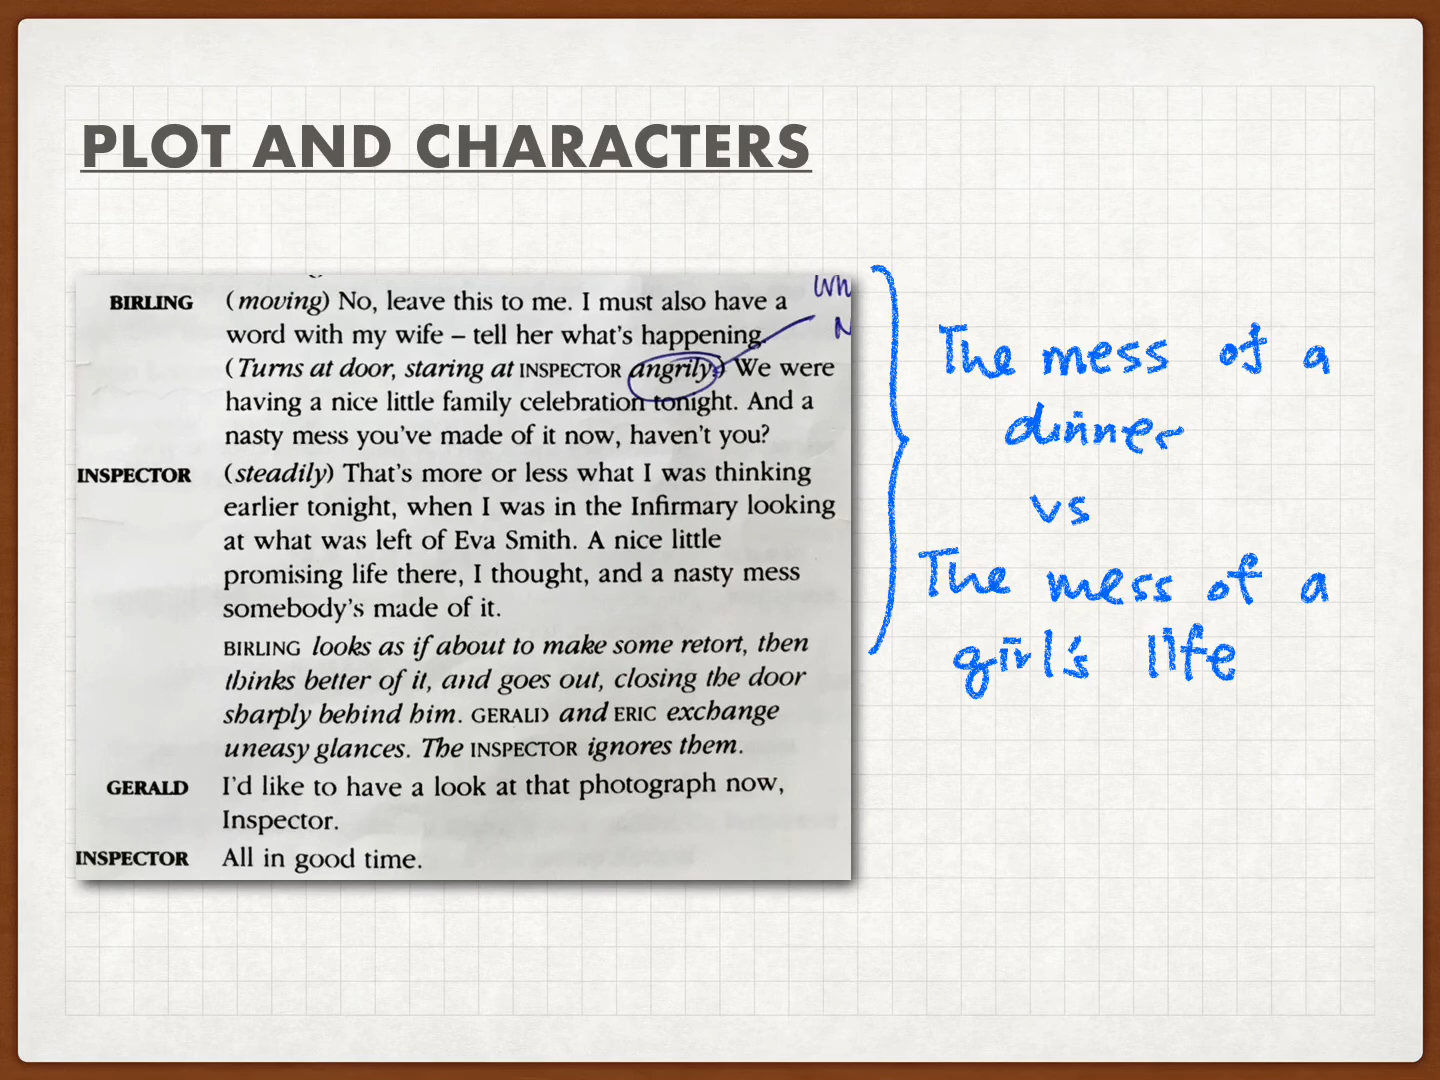 PLOT AND CHARACTERS
BIRLING (moving) No, leave this to me. I must also have a
word with my wife – tell her what's happening.
(Turns at door, staring at INSPECTOR angrily.) We were
having a nice little family celebration tonight. And a
nasty mess you've made of it now, haven't you?
INSPECTOR (steadily) That's more or less what I was thinking
earlier tonight, when I was in the Infirmary looking
at what was left of Eva Smith. A nice little
promising life there, I thought, and a nasty mess
somebody's made of it.
BIRLING looks as if about to make some retort, then
thinks better of it, and goes out, closing the door
sharply behind him. GERALD and ERIC exchange
uneasy glances. The INSPECTOR ignores them.
GERALD I'd like to have a look at that photograph now,
Inspector.
INSPECTOR All in good time.
The mess of a
dinner
vs
The mess of a
girl's life